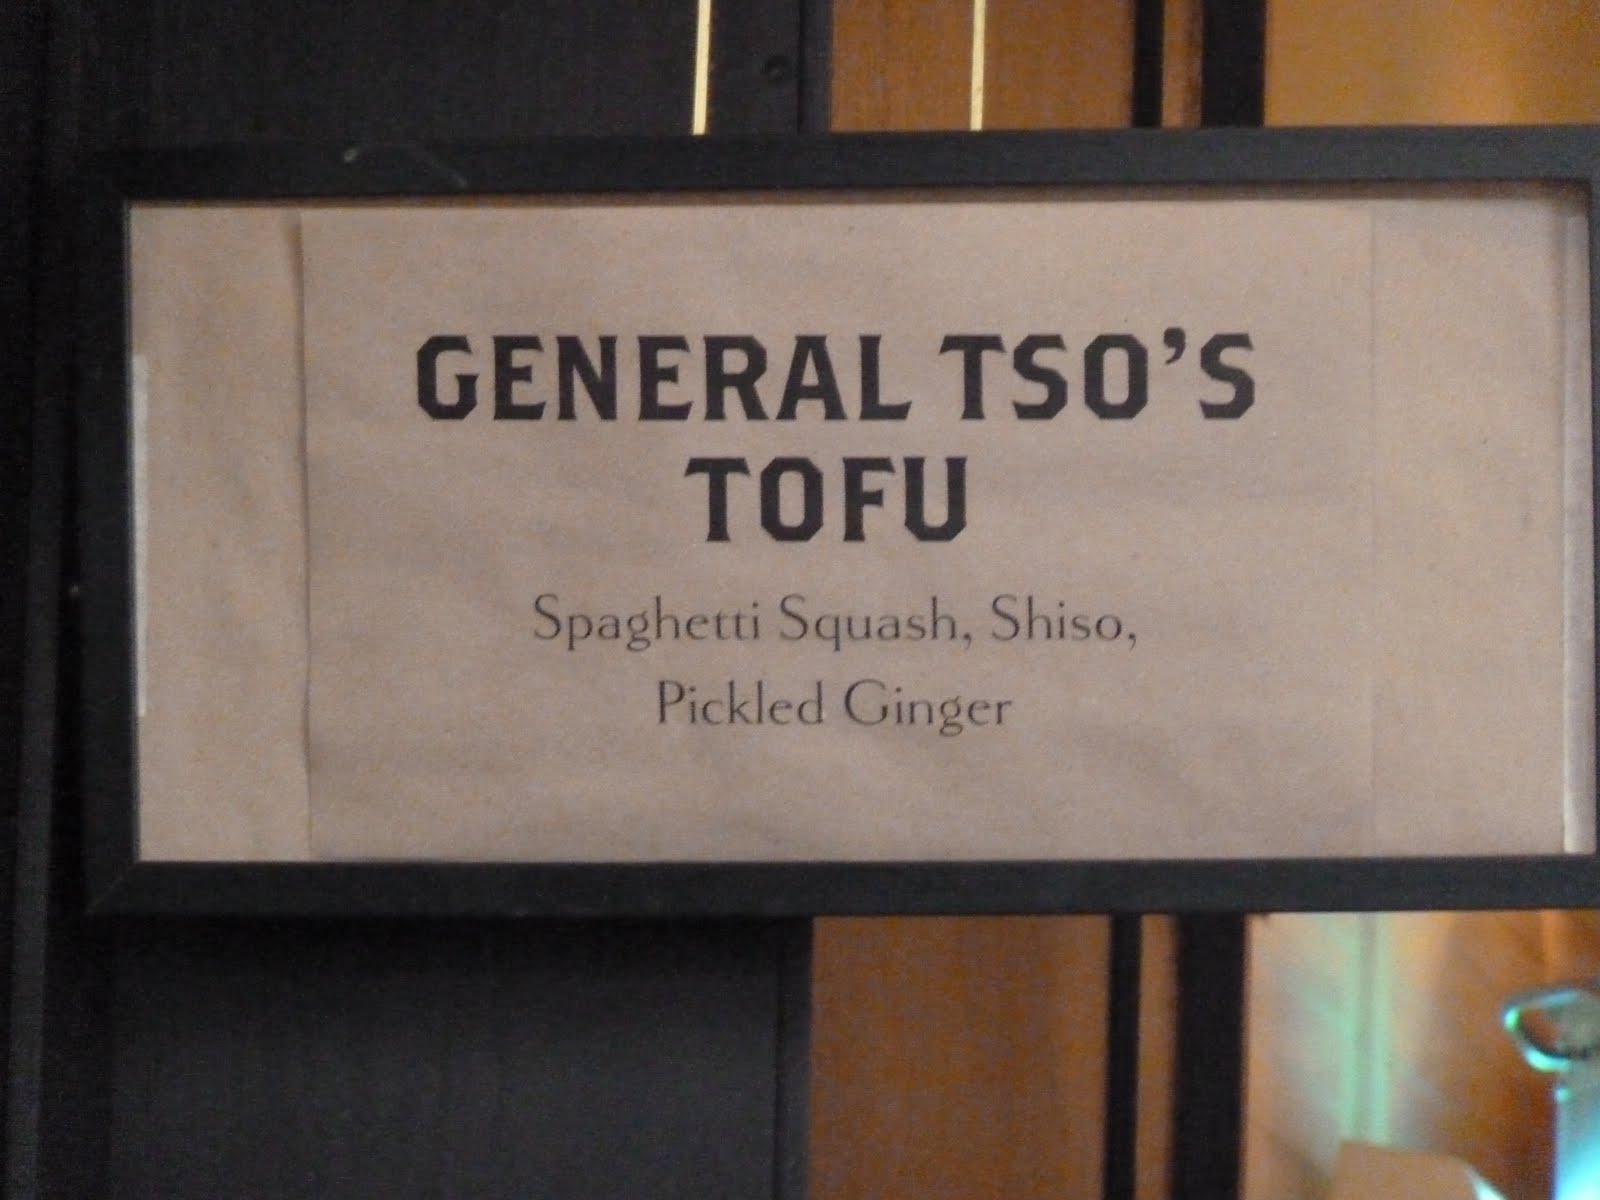 GENERAL TSO'S
TOFU
Spaghetti Squash, Shiso,
Pickled Ginger